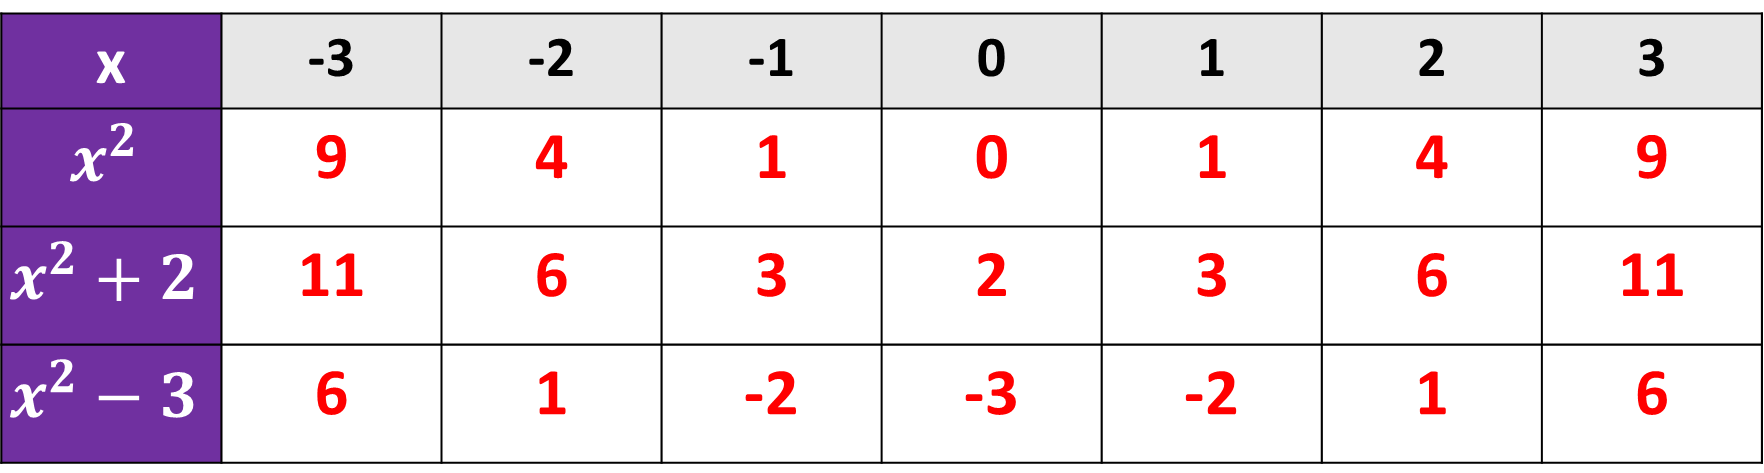 x -3 -2 -1 0 1 2 3
x² 9 4 1 0 1 4 9
x² + 2 11 6 3 2 3 6 11
x² − 3 6 1 -2 -3 -2 1 6